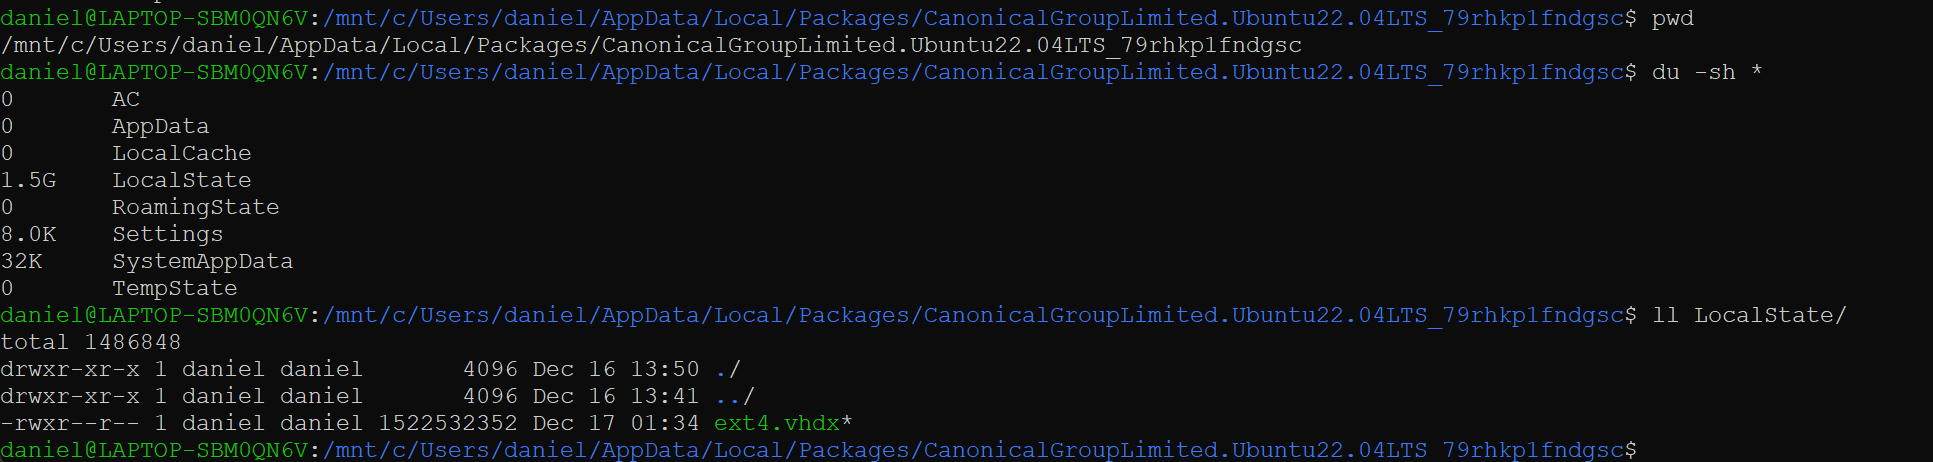 daniel@LAPTOP-SBM0QN6V:/mnt/c/Users/daniel/AppData/Local/Packages/CanonicalGroupLimited.Ubuntu22.04LTS_79rhkp1fndgsc$ pwd
/mnt/c/Users/daniel/AppData/Local/Packages/CanonicalGroupLimited.Ubuntu22.04LTS_79rhkp1fndgsc
daniel@LAPTOP-SBM0QN6V:/mnt/c/Users/daniel/AppData/Local/Packages/CanonicalGroupLimited.Ubuntu22.04LTS_79rhkp1fndgsc$ du -sh *
0       AC
0       AppData
0       LocalCache
1.5G    LocalState
0       RoamingState
8.0K    Settings
32K     SystemAppData
0       TempState
daniel@LAPTOP-SBM0QN6V:/mnt/c/Users/daniel/AppData/Local/Packages/CanonicalGroupLimited.Ubuntu22.04LTS_79rhkp1fndgsc$ ll LocalState/
total 1486848
drwxr-xr-x 1 daniel daniel       4096 Dec 16 13:50 ./
drwxr-xr-x 1 daniel daniel       4096 Dec 16 13:41 ../
-rwxr--r-- 1 daniel daniel 1522532352 Dec 17 01:34 ext4.vhdx*
daniel@LAPTOP-SBM0QN6V:/mnt/c/Users/daniel/AppData/Local/Packages/CanonicalGroupLimited.Ubuntu22.04LTS_79rhkp1fndgsc$